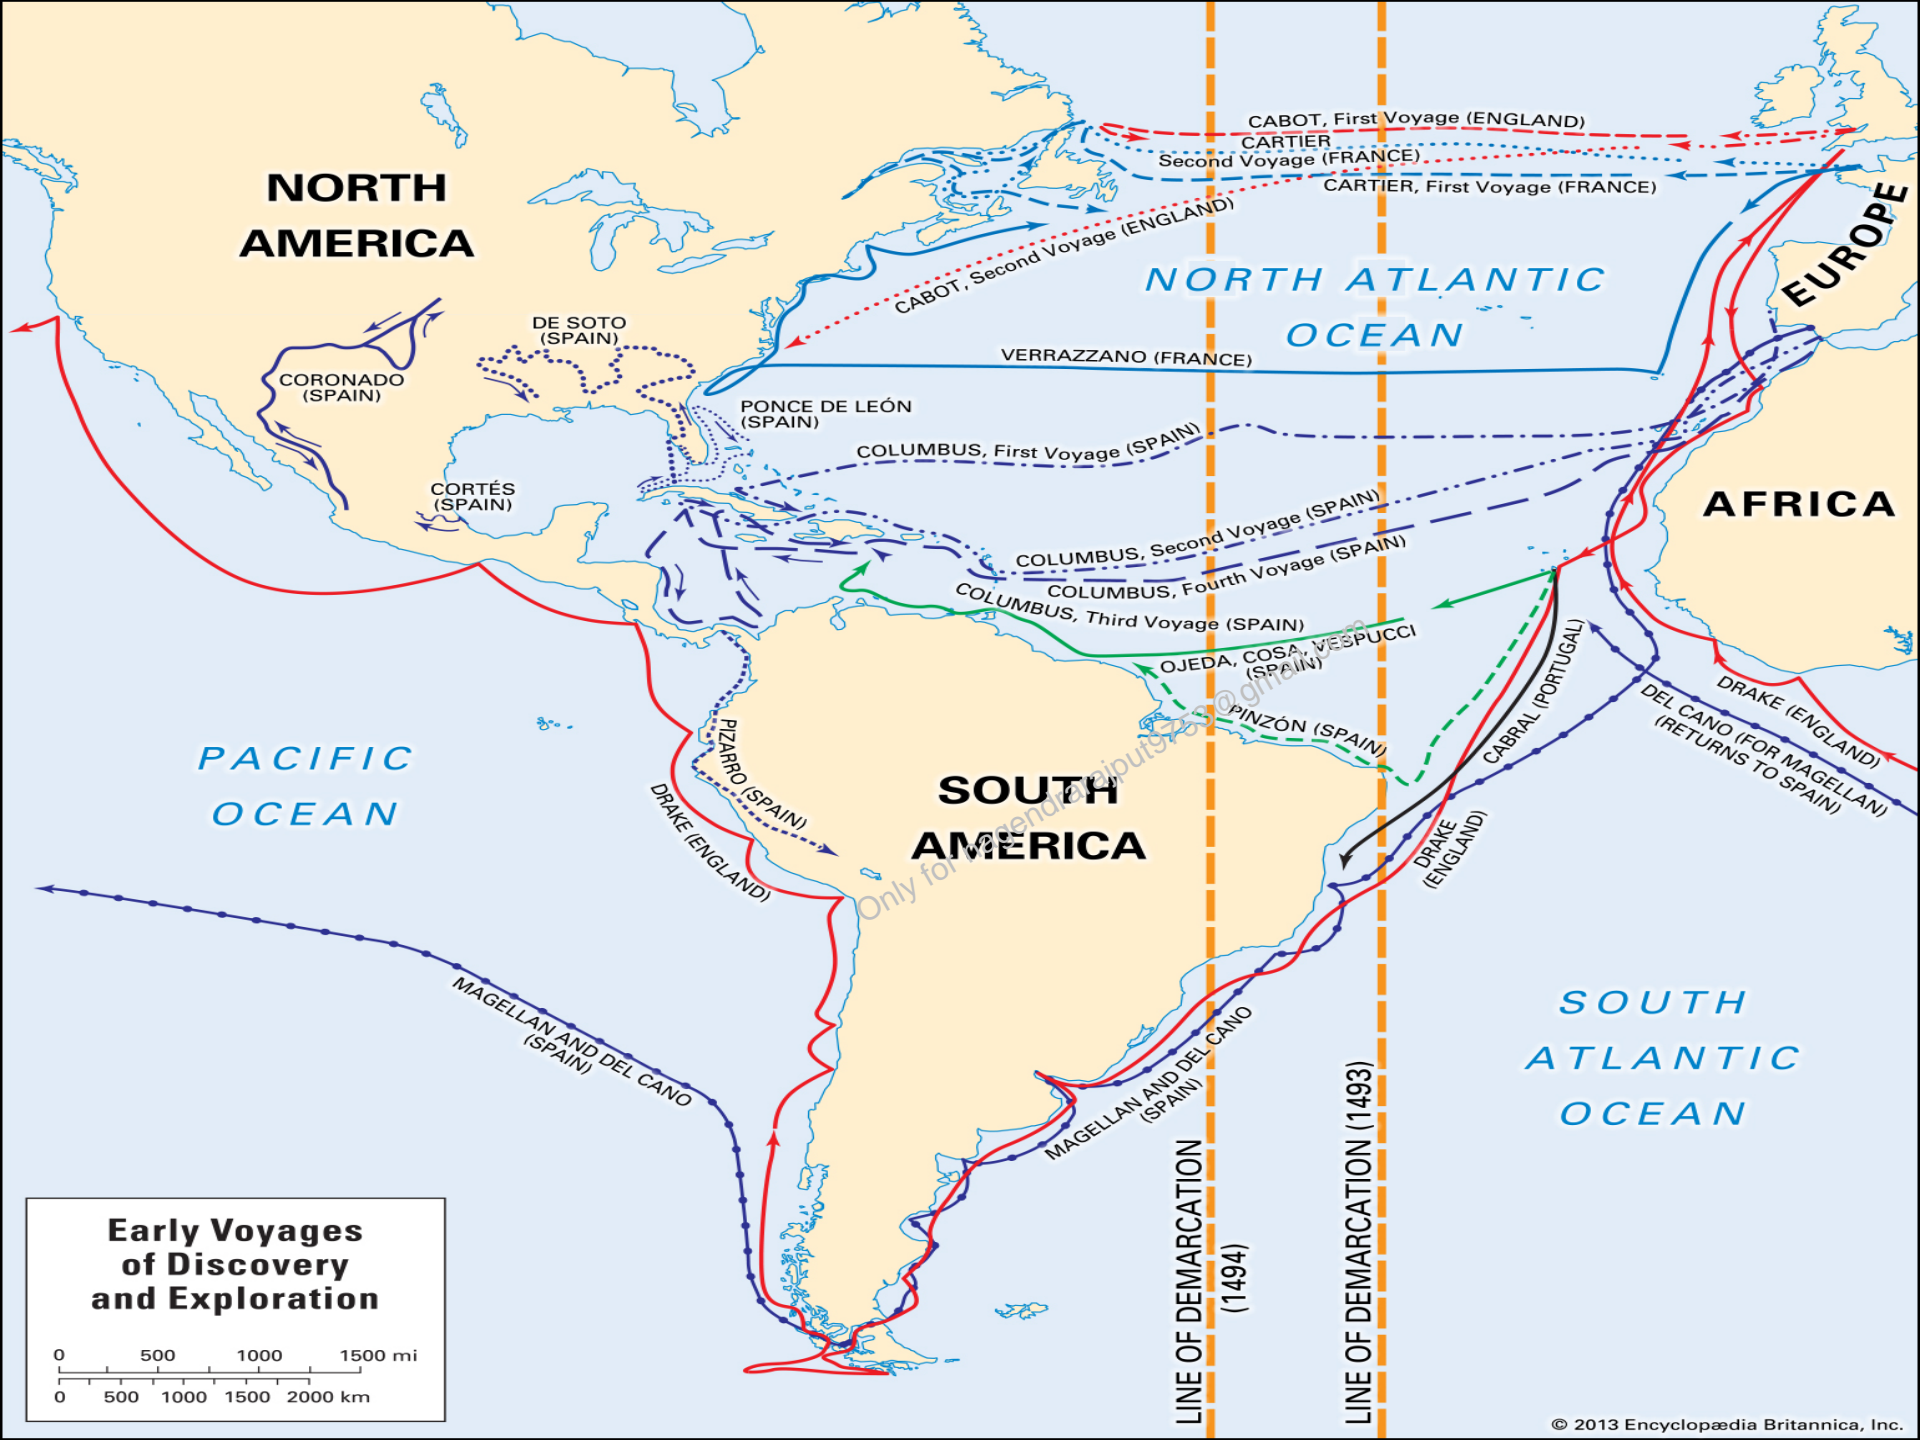 CABOT, First Voyage (ENGLAND)
CARTIER
Second Voyage (FRANCE)
CARTIER, First Voyage (FRANCE)
NORTH
AMERICA
EUROPE
CABOT, Second Voyage (ENGLAND)
NORTH ATLANTIC
OCEAN
DE SOTO
(SPAIN)
VERRAZZANO (FRANCE)
CORONADO
(SPAIN)
PONCE DE LEÓN
(SPAIN)
COLUMBUS, First Voyage (SPAIN)
CORTÉS
(SPAIN)
AFRICA
COLUMBUS, Second Voyage (SPAIN)
COLUMBUS, Fourth Voyage (SPAIN)
COLUMBUS, Third Voyage (SPAIN)
OJEDA, COSA, VESPUCCI
(SPAIN)
PINZÓN (SPAIN)
CABRAL (PORTUGAL)
DRAKE (ENGLAND)
DEL CANO (FOR MAGELLAN)
(RETURNS TO SPAIN)
PIZARRO (SPAIN)
PACIFIC
OCEAN
DRAKE (ENGLAND)
SOUTH
AMERICA
Only for nagendrarajput9753@gmail.com
DRAKE
(ENGLAND)
MAGELLAN AND DEL CANO
(SPAIN)
MAGELLAN AND DEL CANO
(SPAIN)
SOUTH
ATLANTIC
OCEAN
LINE OF DEMARCATION
(1494)
LINE OF DEMARCATION (1493)
Early Voyages
of Discovery
and Exploration
0 500 1000 1500 mi
0 500 1000 1500 2000 km
© 2013 Encyclopædia Britannica, Inc.